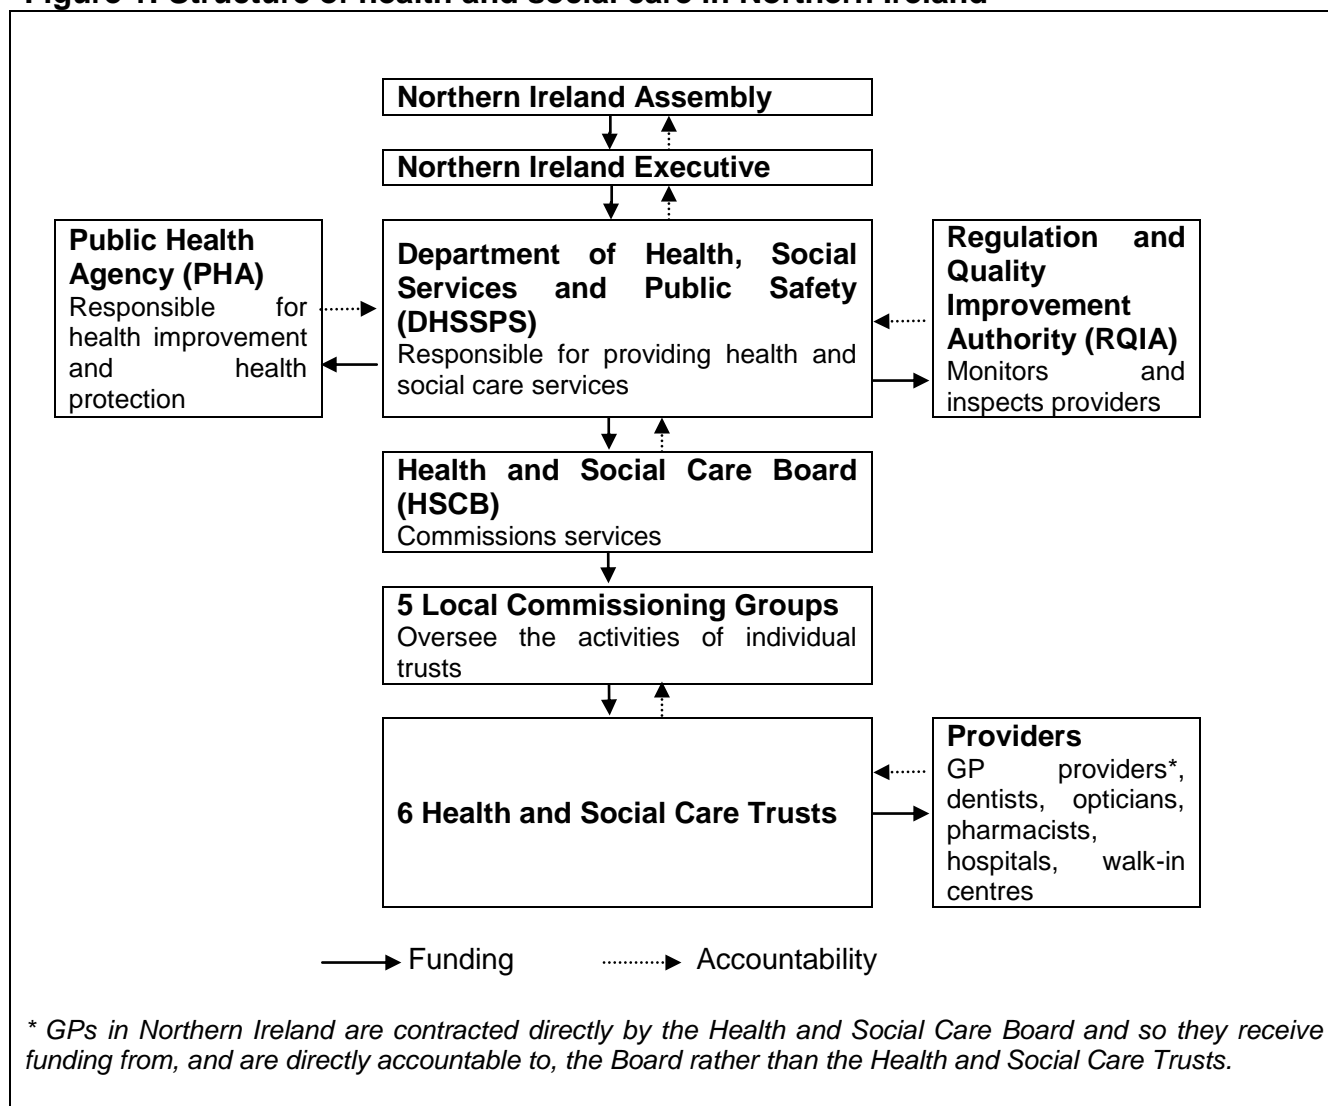 Figure 1: Structure of health and social care in Northern Ireland
Northern Ireland Assembly
Northern Ireland Executive
Public Health
Agency (PHA)
Responsible for
health improvement
and health
protection
Department of Health, Social
Services and Public Safety
(DHSSPS)
Responsible for providing health and
social care services
Regulation and
Quality
Improvement
Authority (RQIA)
Monitors and
inspects providers
Health and Social Care Board
(HSCB)
Commissions services
5 Local Commissioning Groups
Oversee the activities of individual
trusts
6 Health and Social Care Trusts
Providers
GP providers*,
dentists, opticians,
pharmacists,
hospitals, walk-in
centres
Funding
Accountability
* GPs in Northern Ireland are contracted directly by the Health and Social Care Board and so they receive
funding from, and are directly accountable to, the Board rather than the Health and Social Care Trusts.